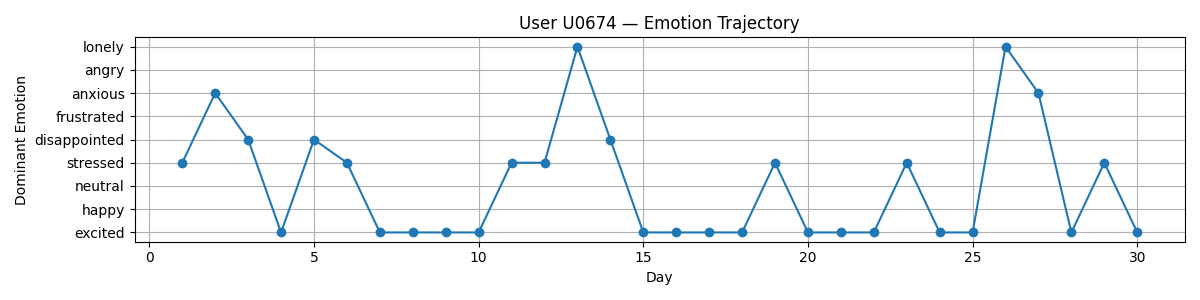 User U0674 — Emotion Trajectory
Dominant Emotion
lonely
angry
anxious
frustrated
disappointed
stressed
neutral
happy
excited
0 5 10 15 20 25 30
Day